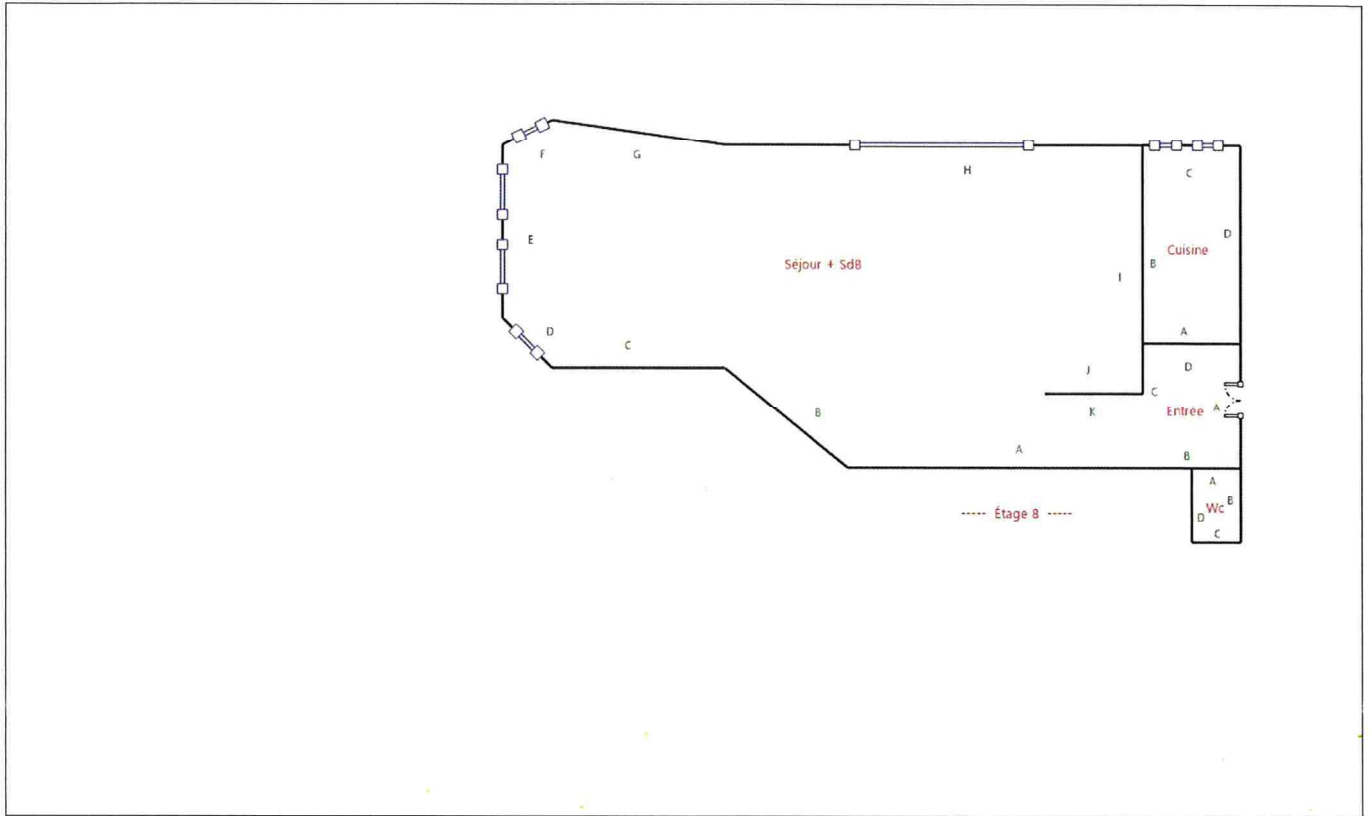 F
G
H
C
E
D
Cuisine
Séjour + SdB
B
I
D
C
A
J
D
C
K
Entrée
A
B
A
B
A
B
Wc
D
C
----- Étage 8 -----